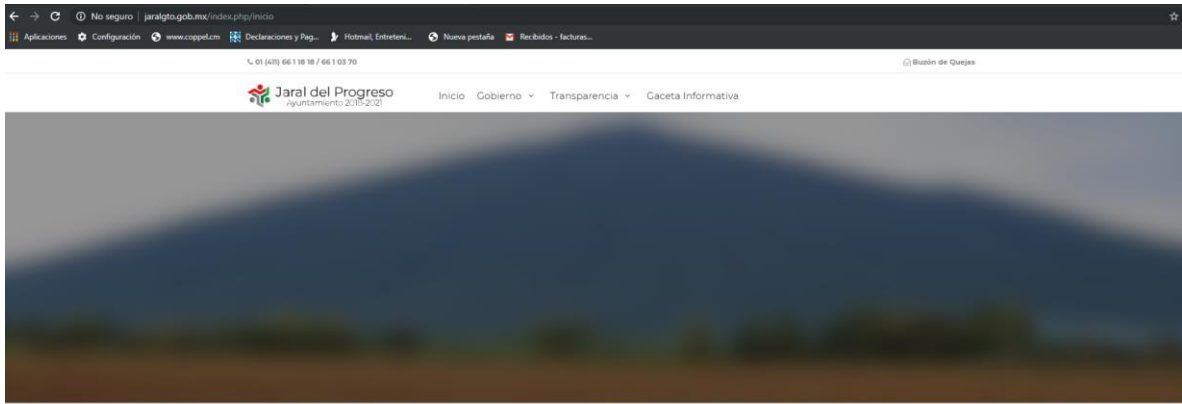 No seguro | jaralgto.gob.mx/index.php/inicio
Aplicaciones Configuración www.coppel.cm Declaraciones y Pag... Hotmail, Entreteni... Nueva pestaña Recibidos - facturas...
01 (411) 66 1 18 18 / 66 1 03 70 Buzón de Quejas
Jaral del Progreso
Ayuntamiento 2018-2021
Inicio Gobierno Transparencia Gaceta Informativa